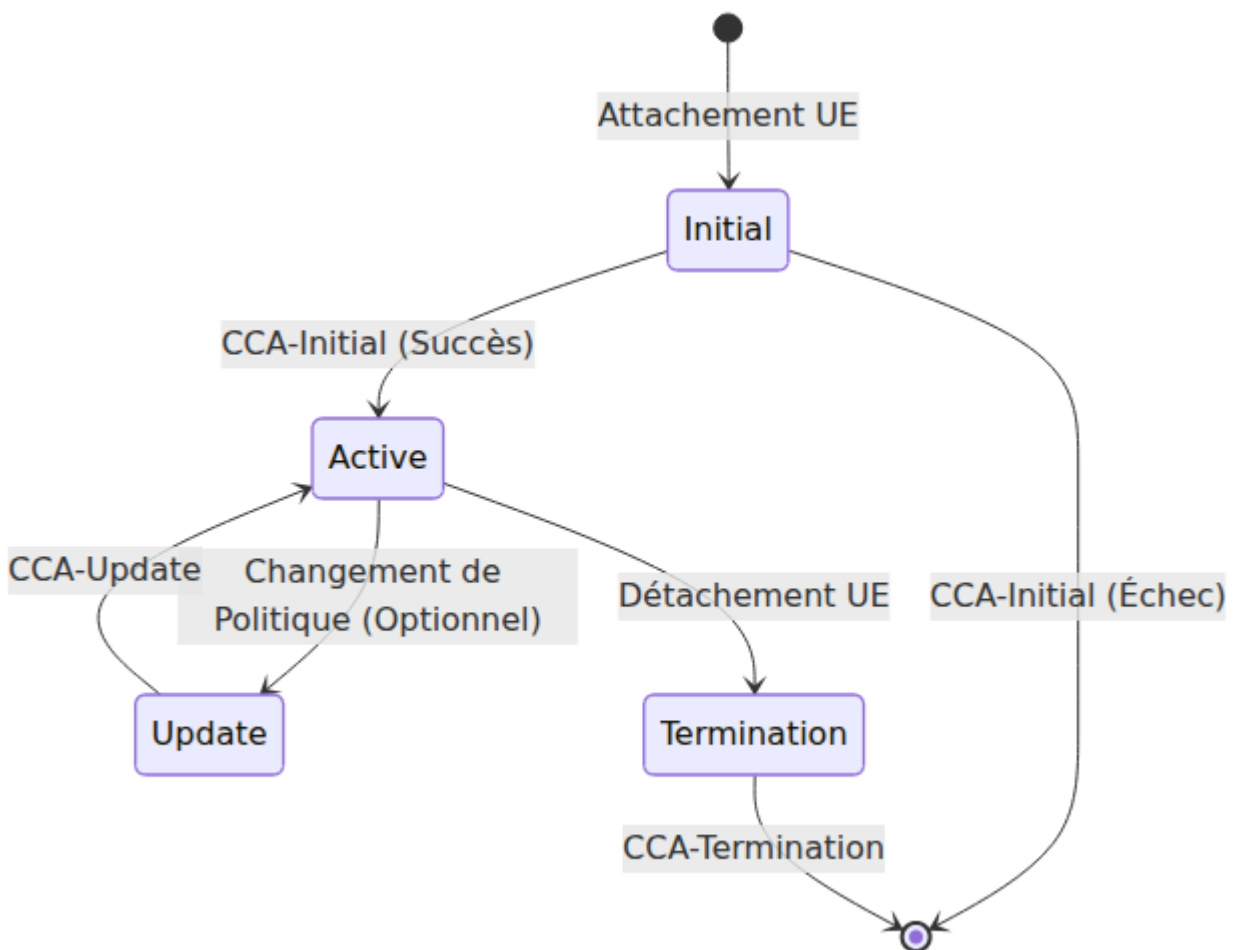 Attachement UE
Initial
CCA-Initial (Succès)
Active
CCA-Update
Changement de
Politique (Optionnel)
Détachement UE
CCA-Initial (Échec)
Update
Termination
CCA-Termination